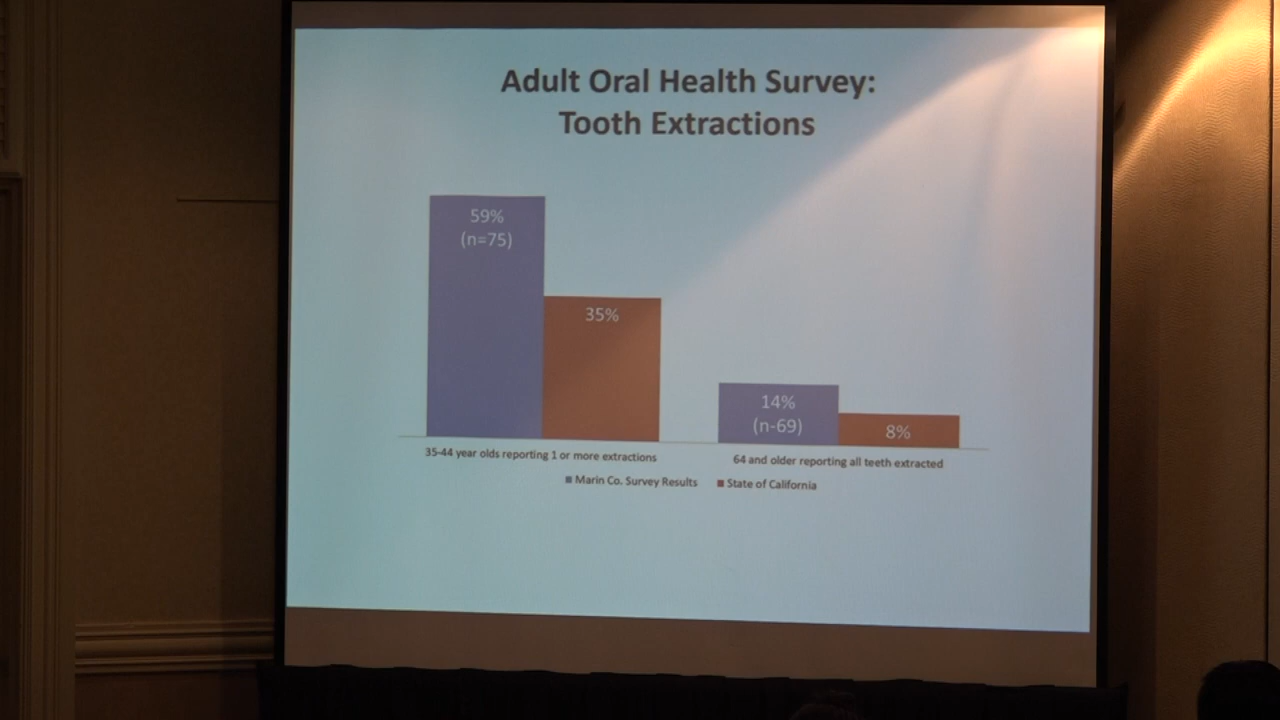 Adult Oral Health Survey:
Tooth Extractions
59%
(n=75)
35%
14%
(n-69)
8%
35-44 year olds reporting 1 or more extractions
64 and older reporting all teeth extracted
Marin Co. Survey Results
State of California